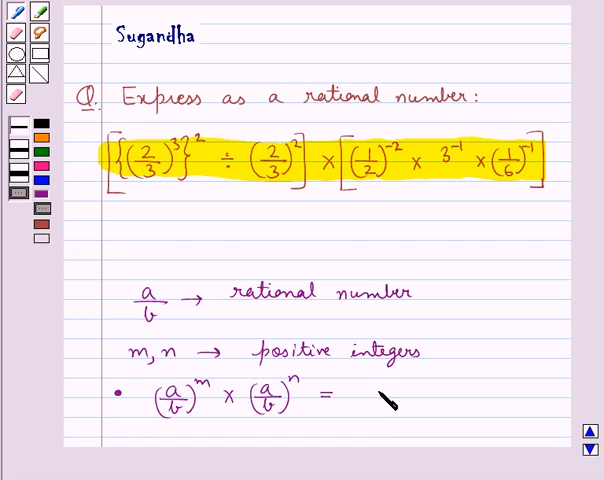 Sugandha
Q. Express as a rational number:
[{(2/3)³}² ÷ (2/3)²] × [(1/2)⁻² × 3⁻¹ × (1/6)⁻¹]
a/b → rational number
m, n → positive integers
• (a/b)ᵐ × (a/b)ⁿ =